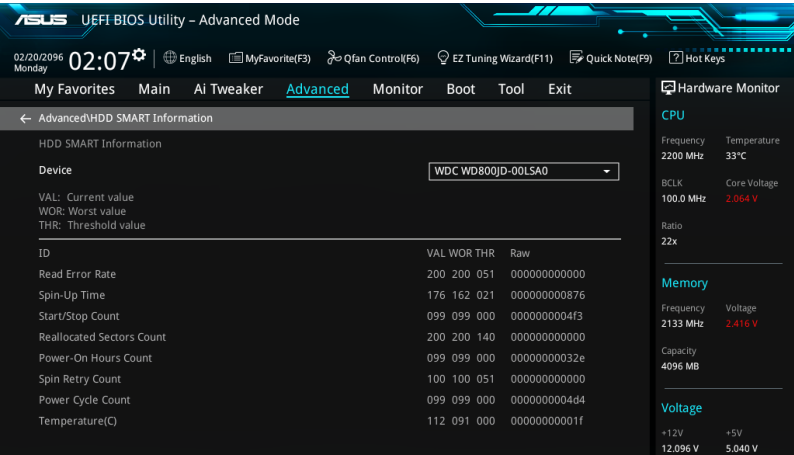 ASUS UEFI BIOS Utility – Advanced Mode
02/20/2096
Monday
02:07 English MyFavorite(F3) Qfan Control(F6) EZ Tuning Wizard(F11) Quick Note(F9) ? Hot Keys
My Favorites Main Ai Tweaker Advanced Monitor Boot Tool Exit
Advanced\HDD SMART Information
HDD SMART Information
Device WDC WD800JD-00LSA0
VAL: Current value
WOR: Worst value
THR: Threshold value
ID VAL WOR THR Raw
Read Error Rate 200 200 051 000000000000
Spin-Up Time 176 162 021 000000000876
Start/Stop Count 099 099 000 0000000004f3
Reallocated Sectors Count 200 200 140 000000000000
Power-On Hours Count 099 099 000 00000000032e
Spin Retry Count 100 100 051 000000000000
Power Cycle Count 099 099 000 0000000004d4
Temperature(C) 112 091 000 00000000001f
Hardware Monitor
CPU
Frequency Temperature
2200 MHz 33°C
BCLK Core Voltage
100.0 MHz 2.064 V
Ratio
22x
Memory
Frequency Voltage
2133 MHz 2.416 V
Capacity
4096 MB
Voltage
+12V +5V
12.096 V 5.040 V